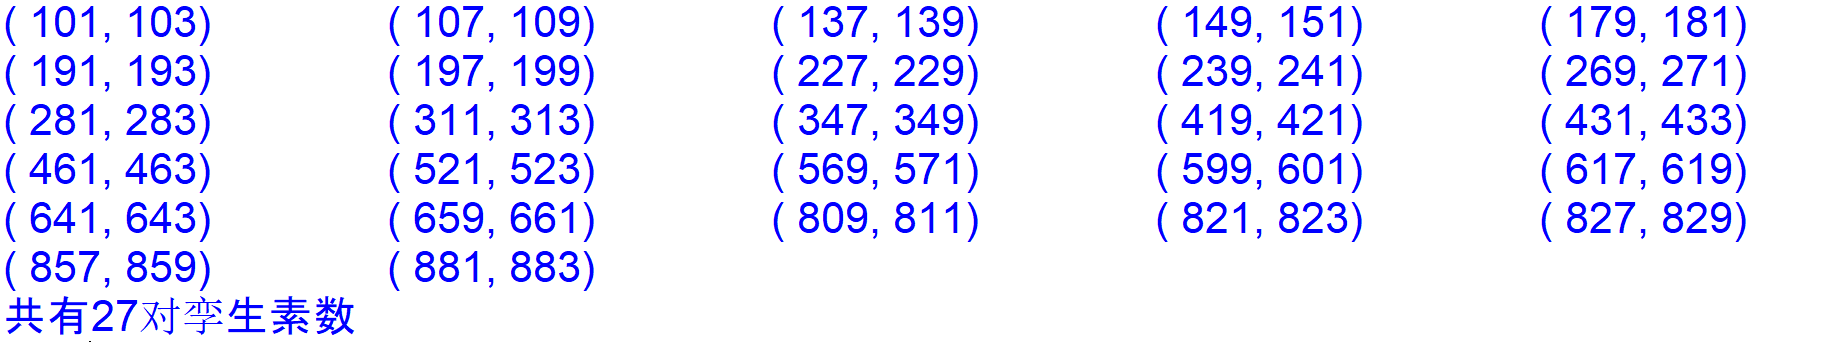 ( 101, 103) ( 107, 109) ( 137, 139) ( 149, 151) ( 179, 181)
( 191, 193) ( 197, 199) ( 227, 229) ( 239, 241) ( 269, 271)
( 281, 283) ( 311, 313) ( 347, 349) ( 419, 421) ( 431, 433)
( 461, 463) ( 521, 523) ( 569, 571) ( 599, 601) ( 617, 619)
( 641, 643) ( 659, 661) ( 809, 811) ( 821, 823) ( 827, 829)
( 857, 859) ( 881, 883)
共有27对孪生素数